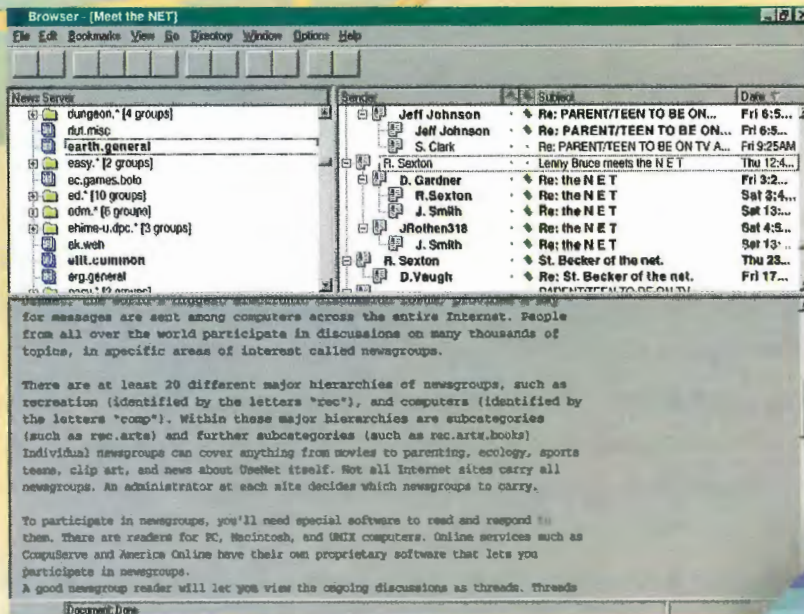 Browser - [Meet the NET]
File Edit Bookmarks View Go Directory Window Options Help
News Server
dungeon.* [4 groups]
dut.misc
earth.general
easy.* [2 groups]
ec.games.bolo
ed.* [10 groups]
edm.* [6 groups]
ehime-u.dpc.* [3 groups]
ek.weh
erg.general
Sender Subject Date
Jeff Johnson Re: PARENT/TEEN TO BE ON... Fri 6:5...
Jeff Johnson Re: PARENT/TEEN TO BE ON... Fri 6:5...
S. Clark Re: PARENT/TEEN TO BE ON TV A... Fri 9:25AM
R. Sexton Lenny Bruce meets the N E T Thu 12:4...
D. Gardner Re: the N E T Fri 3:2...
R.Sexton Re: the N E T Sat 3:4...
J. Smith Re: the N E T Sat 13:...
JRothen318 Re: the N E T Sat 4:5...
J. Smith Re: the N E T Sat 13:...
R. Sexton St. Becker of the net. Thu 23...
D.Vaugh Re: St. Becker of the net. Fri 17...
PARENT/TEEN TO BE ON TV
for messages are sent among computers across the entire Internet. People
from all over the world participate in discussions on many thousands of
topics, in specific areas of interest called newsgroups.
There are at least 20 different major hierarchies of newsgroups, such as
recreation (identified by the letters "rec"), and computers (identified by
the letters "comp"). Within these major hierarchies are subcategories
(such as rec.arts) and further subcategories (such as rec.arts.books)
Individual newsgroups can cover anything from movies to parenting, ecology, sports
teams, clip art, and news about UseNet itself. Not all Internet sites carry all
newsgroups. An administrator at each site decides which newsgroups to carry.
To participate in newsgroups, you'll need special software to read and respond to
them. There are readers for PC, Macintosh, and UNIX computers. Online services such as
CompuServe and America Online have their own proprietary software that lets you
participate in newsgroups.
A good newsgroup reader will let you view the ongoing discussions as threads. Threads
Document: Done